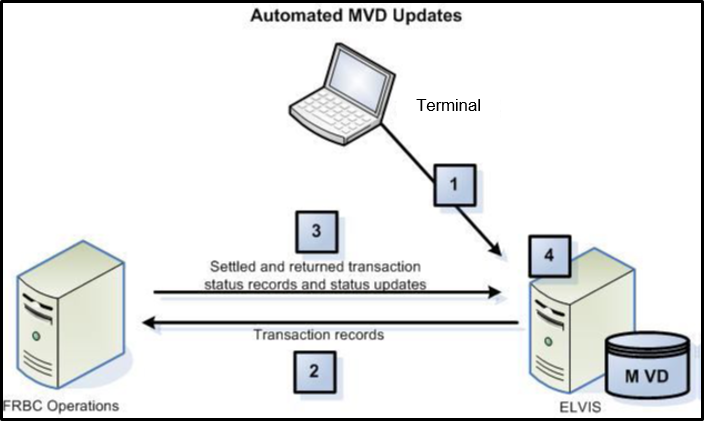 Automated MVD Updates
Terminal
1
3
4
Settled and returned transaction
status records and status updates
Transaction records
2
M VD
FRBC Operations
ELVIS